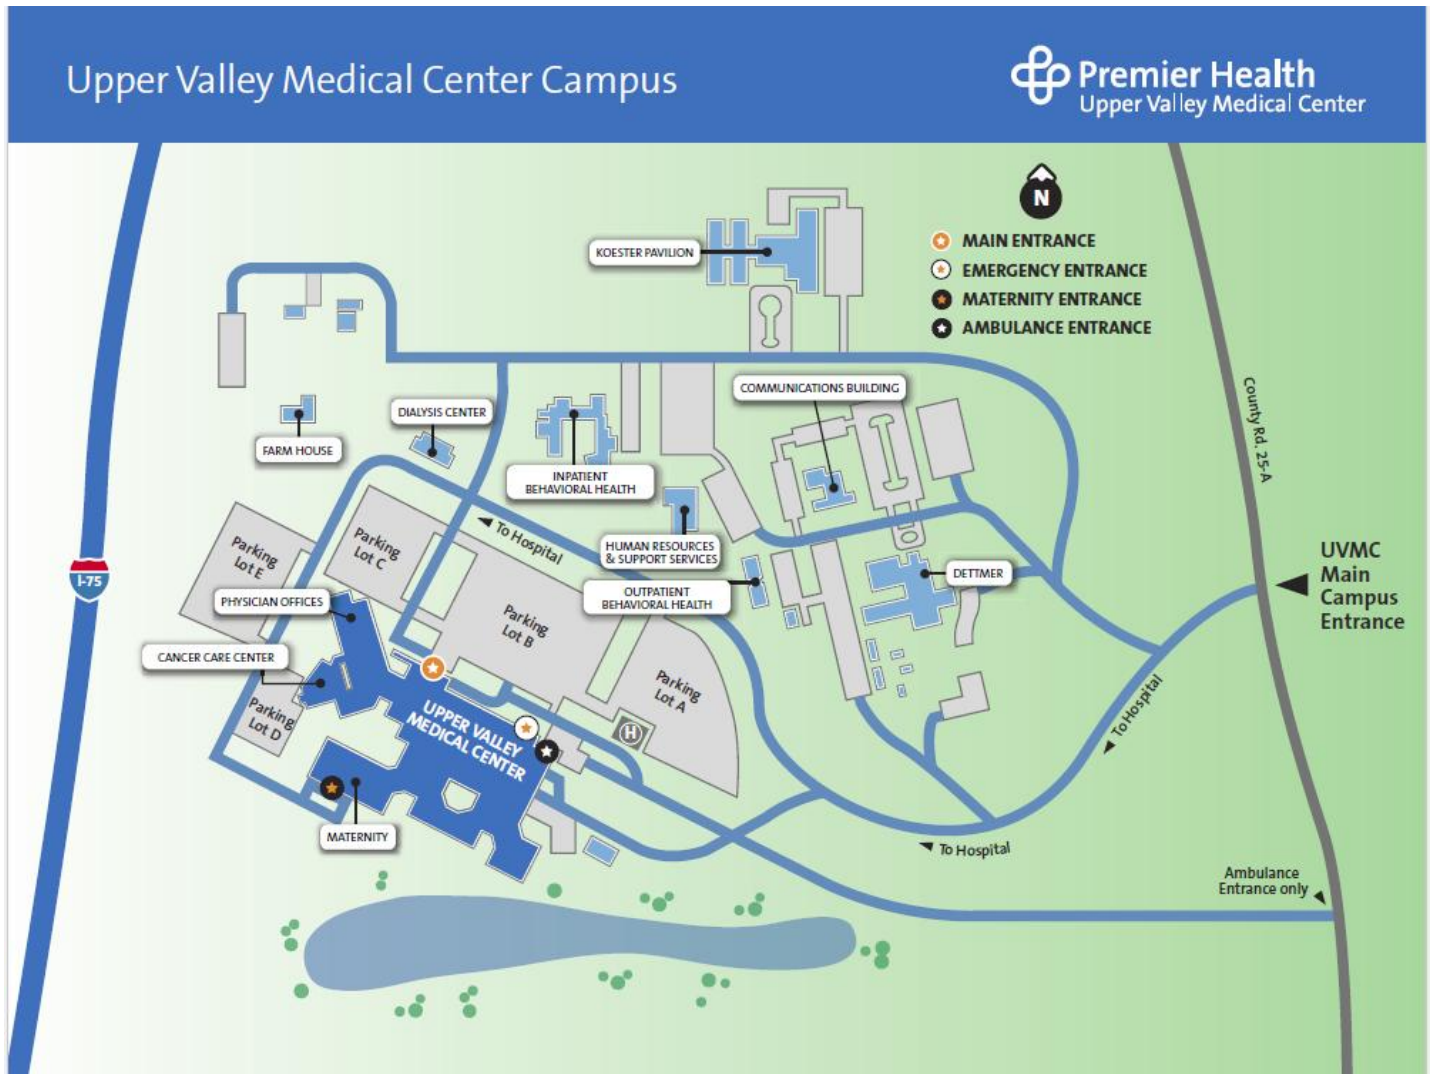 Upper Valley Medical Center Campus
Premier Health
Upper Valley Medical Center
N
MAIN ENTRANCE
EMERGENCY ENTRANCE
MATERNITY ENTRANCE
AMBULANCE ENTRANCE
KOESTER PAVILION
COMMUNICATIONS BUILDING
DIALYSIS CENTER
FARM HOUSE
INPATIENT
BEHAVIORAL HEALTH
County Rd. 25-A
To Hospital
HUMAN RESOURCES
& SUPPORT SERVICES
OUTPATIENT
BEHAVIORAL HEALTH
DETTMER
UVMC
Main
Campus
Entrance
I-75
Parking
Lot E
Parking
Lot C
PHYSICIAN OFFICES
Parking
Lot B
CANCER CARE CENTER
Parking
Lot A
Parking
Lot D
UPPER VALLEY
MEDICAL CENTER
H
To Hospital
MATERNITY
To Hospital
Ambulance
Entrance only